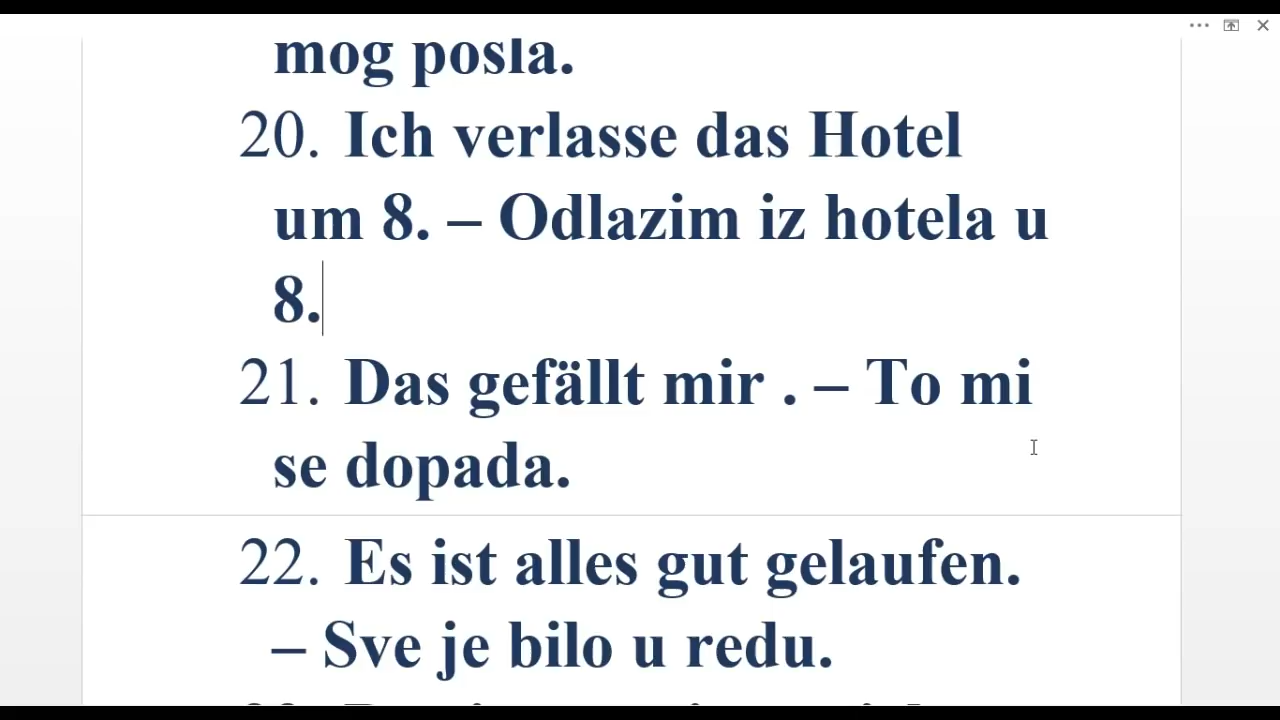 mog posla.
20. Ich verlasse das Hotel
um 8. – Odlazim iz hotela u
8.
21. Das gefällt mir . – To mi
se dopada.
22. Es ist alles gut gelaufen.
– Sve je bilo u redu.